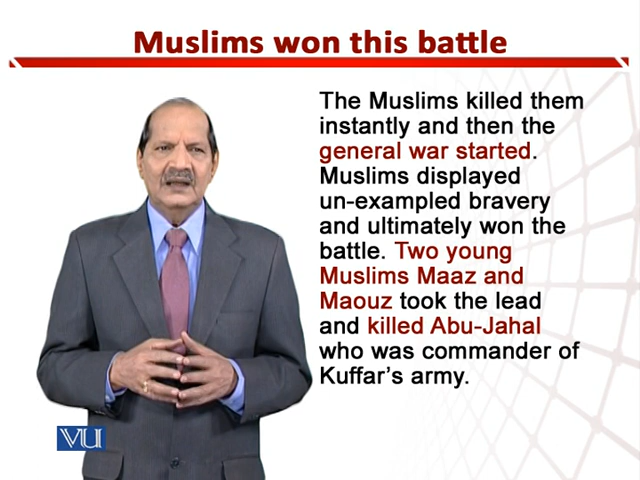 Muslims won this battle
The Muslims killed them
instantly and then the
general war started.
Muslims displayed
un-exampled bravery
and ultimately won the
battle. Two young
Muslims Maaz and
Maouz took the lead
and killed Abu-Jahal
who was commander of
Kuffar's army.
VU